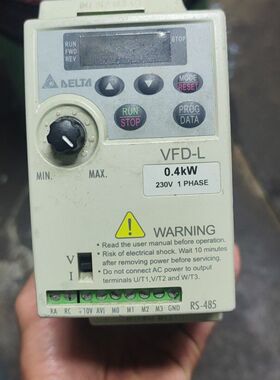 RUN
FWD
REV
STOP
MODE
RESET
DELTA
RUN
STOP
PROG
DATA
VFD-L
MIN.
MAX.
0.4kW
230V 1 PHASE
WARNING
Read the user manual before operation.
Risk of electrical shock. Wait 10 minutes
after removing power.
Do not connect AC power to output
terminals U/T1,V/T2 and W/T3.
V
I
RA RC +10V AVI M0 M1 M2 M3 GND
RS-485